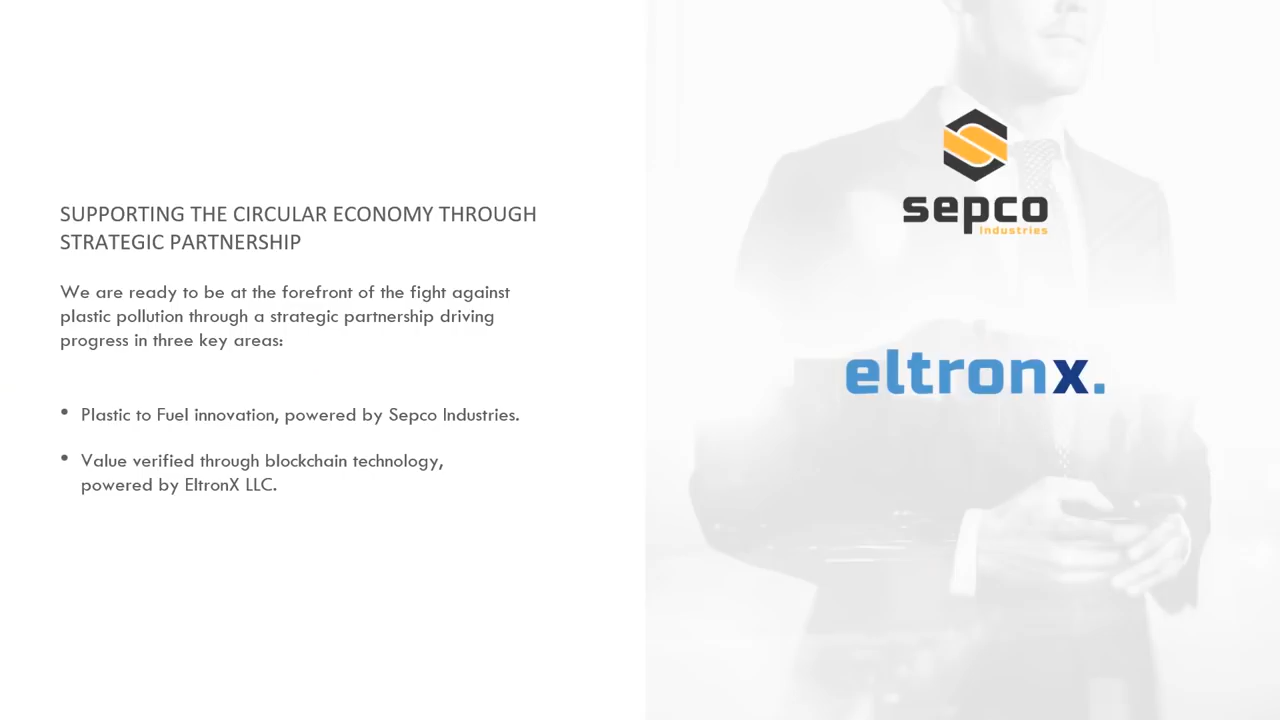 SUPPORTING THE CIRCULAR ECONOMY THROUGH
STRATEGIC PARTNERSHIP
We are ready to be at the forefront of the fight against
plastic pollution through a strategic partnership driving
progress in three key areas:
• Plastic to Fuel innovation, powered by Sepco Industries.
• Value verified through blockchain technology,
powered by EltronX LLC.
sepco
industries
eltronx.